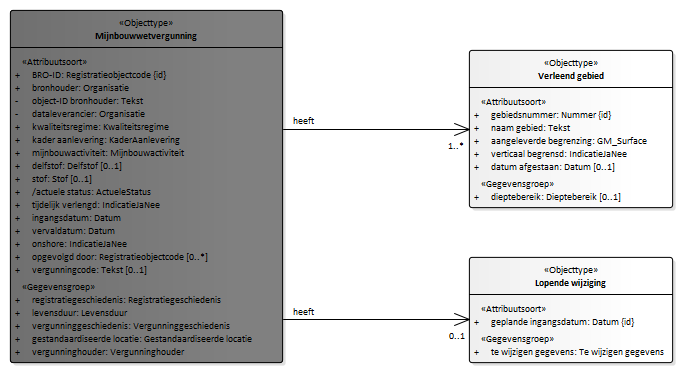 «Objecttype»
Mijnbouwwetvergunning
«Attribuutsoort»
+ BRO-ID: Registratieobjectcode {id}
+ bronhouder: Organisatie
- object-ID bronhouder: Tekst
- dataleverancier: Organisatie
+ kwaliteitsregime: Kwaliteitsregime
+ kader aanlevering: KaderAanlevering
+ mijnbouwactiviteit: Mijnbouwactiviteit
+ delfstof: Delfstof [0..1]
+ stof: Stof [0..1]
+ /actuele status: ActueleStatus
+ tijdelijk verlengd: IndicatieJaNee
+ ingangsdatum: Datum
+ vervaldatum: Datum
+ onshore: IndicatieJaNee
+ opgevolgd door: Registratieobjectcode [0..*]
+ vergunningcode: Tekst [0..1]
«Gegevensgroep»
+ registratiegeschiedenis: Registratiegeschiedenis
+ levensduur: Levensduur
+ vergunninggeschiedenis: Vergunninggeschiedenis
+ gestandaardiseerde locatie: Gestandaardiseerde locatie
+ vergunninghouder: Vergunninghouder
heeft
1..*
«Objecttype»
Verleend gebied
«Attribuutsoort»
+ gebiedsnummer: Nummer {id}
+ naam gebied: Tekst
+ aangeleverde begrenzing: GM_Surface
+ verticaal begrensd: IndicatieJaNee
+ datum afgestaan: Datum [0..1]
«Gegevensgroep»
+ dieptebereik: Dieptebereik [0..1]
heeft
0..1
«Objecttype»
Lopende wijziging
«Attribuutsoort»
+ geplande ingangsdatum: Datum {id}
«Gegevensgroep»
+ te wijzigen gegevens: Te wijzigen gegevens